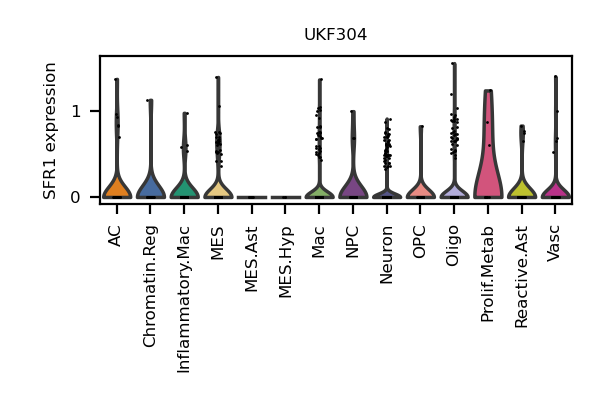 UKF304
SFR1 expression
1
0
AC
Chromatin.Reg
Inflammatory.Mac
MES
MES.Ast
MES.Hyp
Mac
NPC
Neuron
OPC
Oligo
Prolif.Metab
Reactive.Ast
Vasc